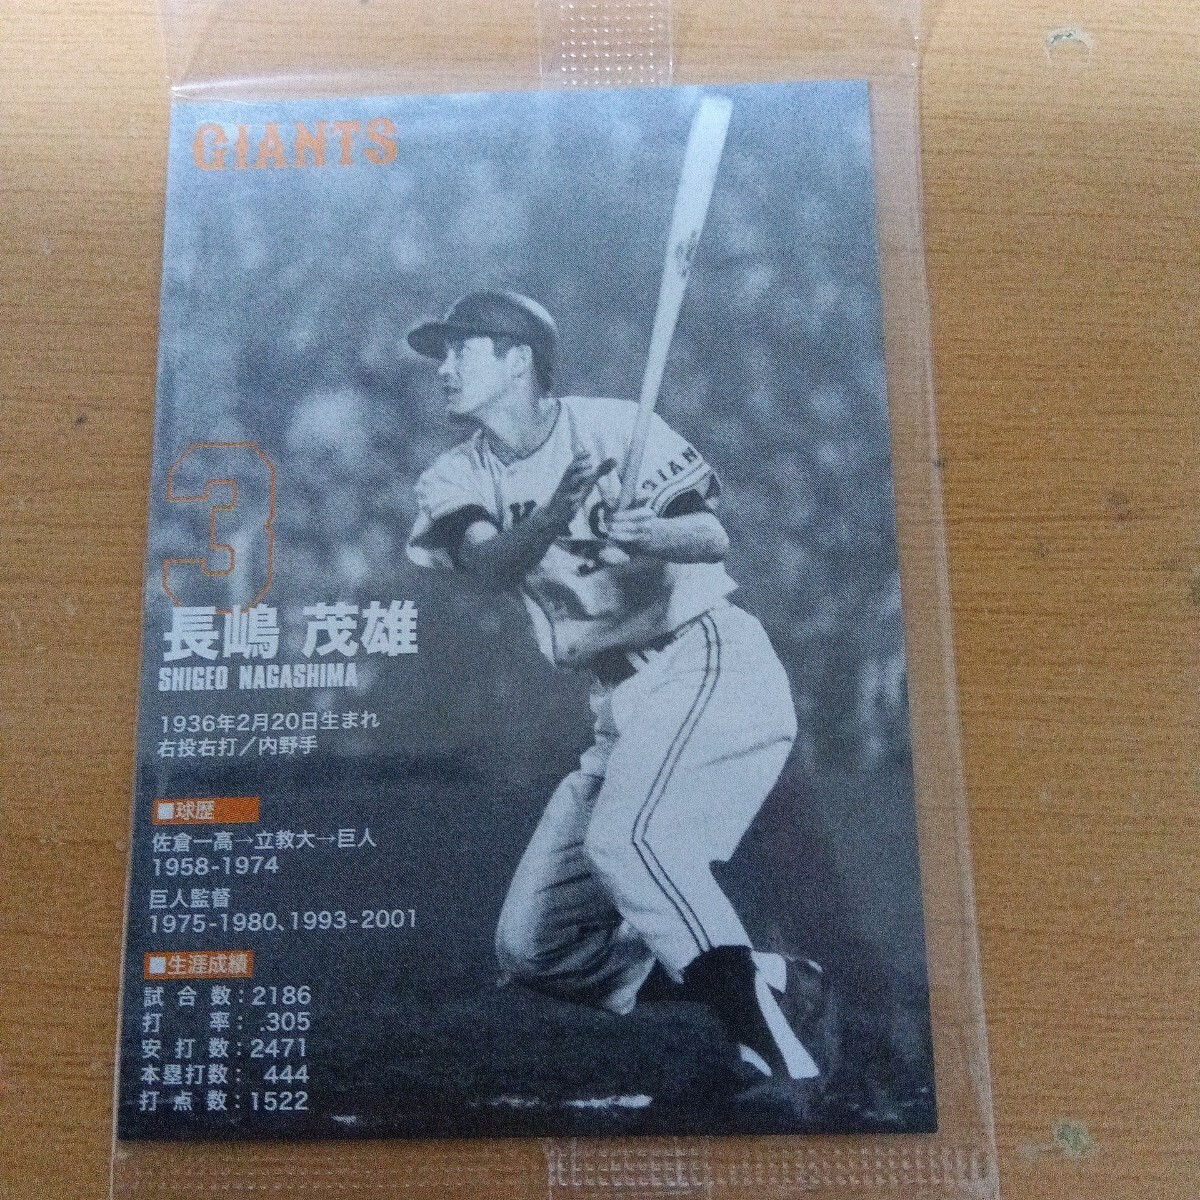 GIANTS
3
長嶋 茂雄
SHIGEO NAGASHIMA
1936年2月20日生まれ
右投右打／内野手
■球歴
佐倉一高→立教大→巨人
1958-1974
巨人監督
1975-1980、1993-2001
■生涯成績
試合数：2186
打率：.305
安打数：2471
本塁打数：444
打点数：1522
GIAN
3